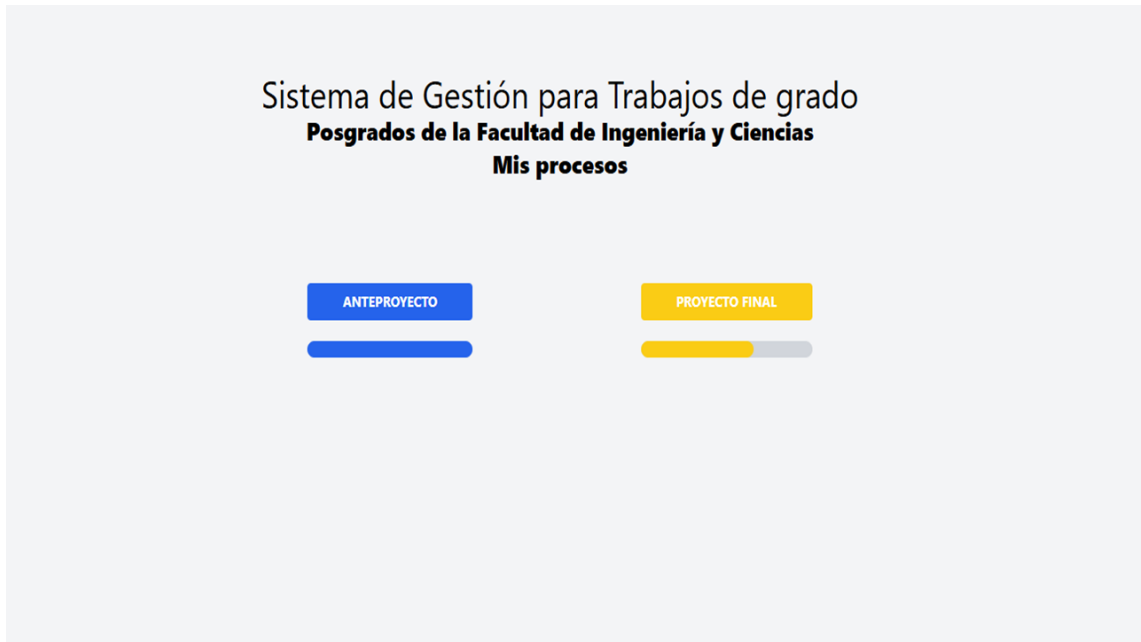 Sistema de Gestión para Trabajos de grado
Posgrados de la Facultad de Ingeniería y Ciencias
Mis procesos
ANTEPROYECTO
PROYECTO FINAL